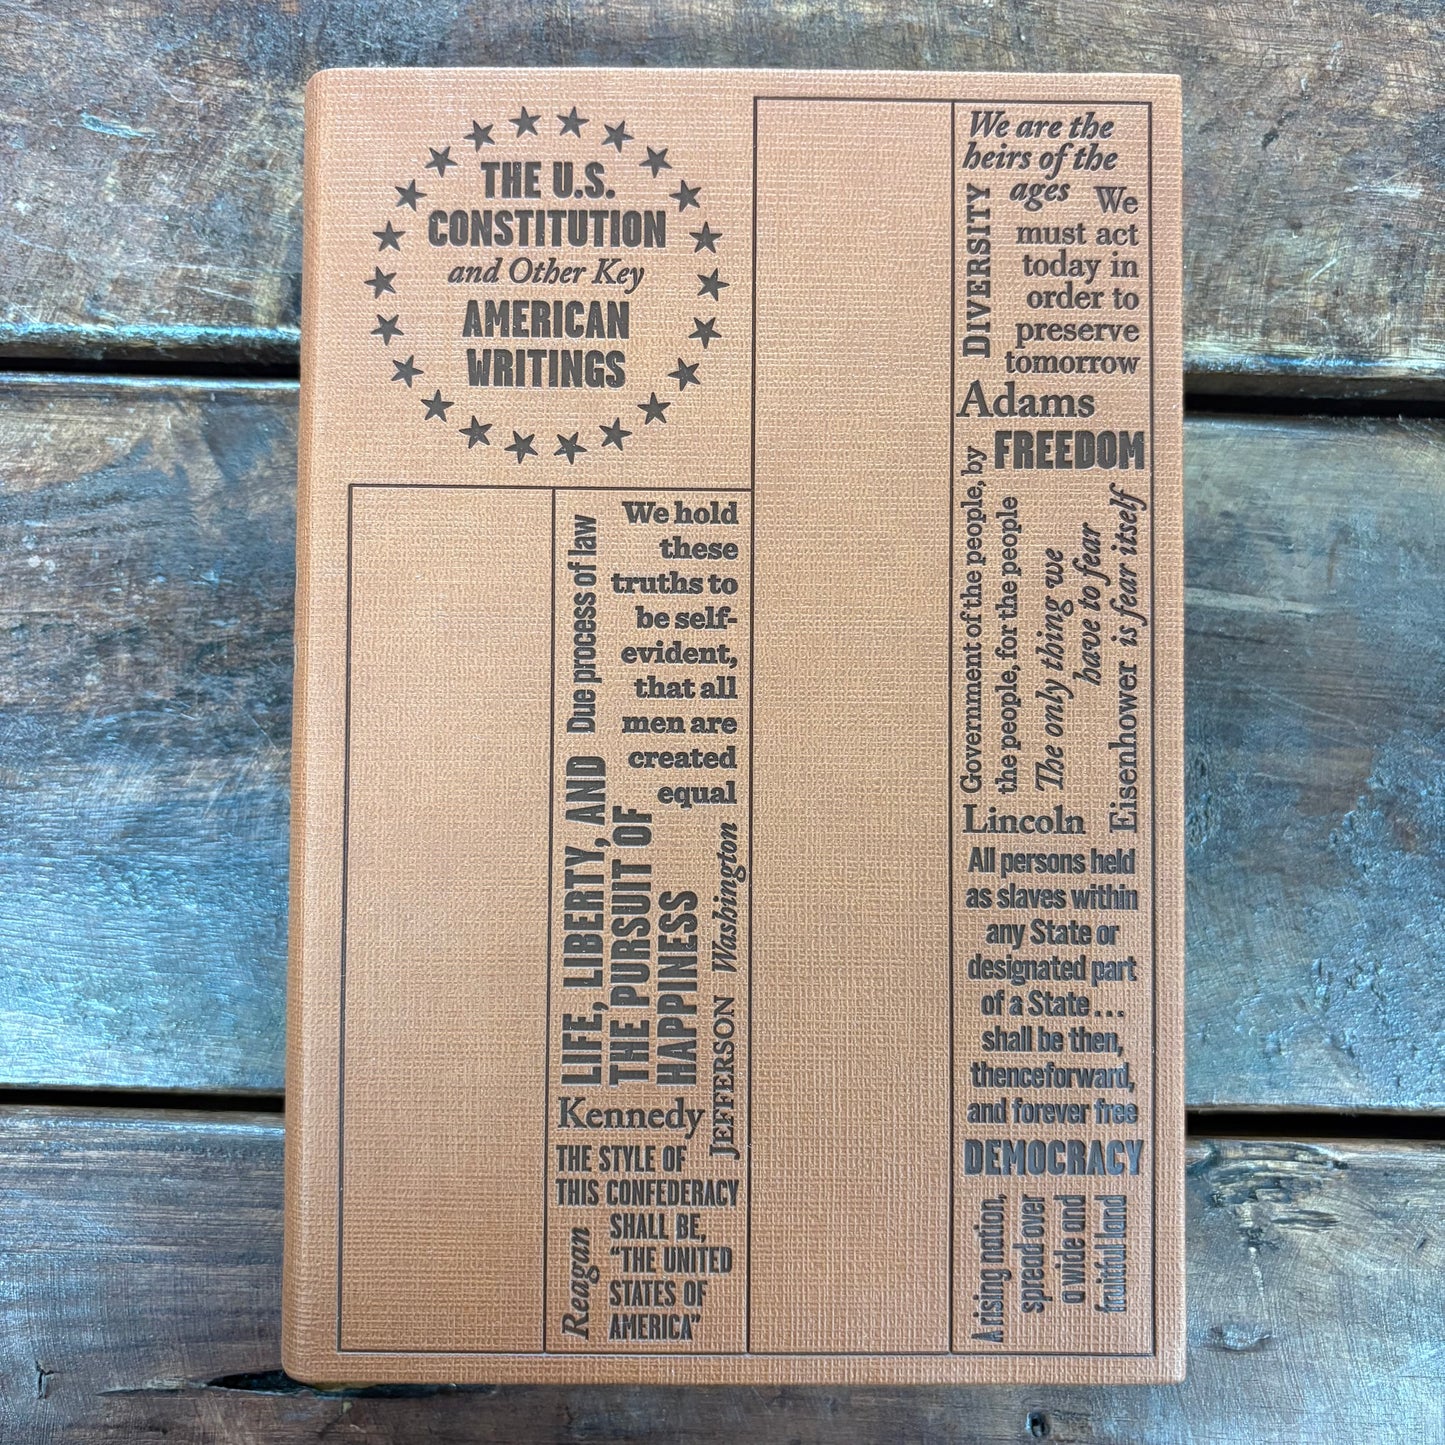 THE U.S.
CONSTITUTION
and Other Key
AMERICAN
WRITINGS
Due process of law
We hold
these
truths to
be self-
evident,
that all
men are
created
equal
LIFE, LIBERTY, AND
THE PURSUIT OF
HAPPINESS
Washington
JEFFERSON
Kennedy
THE STYLE OF
THIS CONFEDERACY
SHALL BE,
"THE UNITED
STATES OF
AMERICA"
Reagan
We are the
heirs of the
ages
DIVERSITY
We
must act
today in
order to
preserve
tomorrow
Adams
FREEDOM
Government of the people, by
the people, for the people
The only thing we
have to fear
is fear itself
Eisenhower
Lincoln
All persons held
as slaves within
any State or
designated part
of a State...
shall be then,
thenceforward,
and forever free
DEMOCRACY
A rising nation,
spread over
a wide and
fruitful land